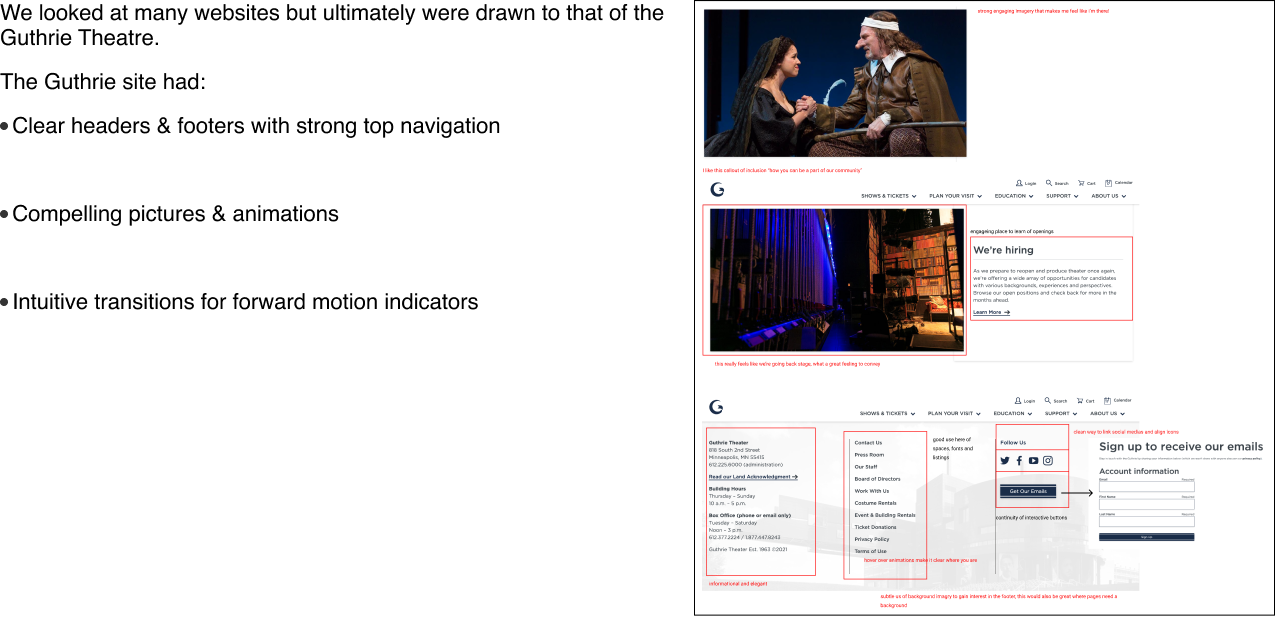 We looked at many websites but ultimately were drawn to that of the
Guthrie Theatre.
The Guthrie site had:
• Clear headers & footers with strong top navigation
• Compelling pictures & animations
• Intuitive transitions for forward motion indicators
strong engaging imagery that makes me feel like i'm there!
I like this callout of inclusion "how you can be a part of our community"
Login Search Cart Calendar
SHOWS & TICKETS PLAN YOUR VISIT EDUCATION SUPPORT ABOUT US
engageing place to learn of openings
We're hiring
As we prepare to reopen and produce theater once again,
we're offering a wide array of opportunities for candidates
with various backgrounds, experiences and perspectives.
Browse our open positions and check back for more in the
months ahead.
Learn More →
this really feels like we're going back stage, what a great feeling to convey
Login Search Cart Calendar
SHOWS & TICKETS PLAN YOUR VISIT EDUCATION SUPPORT ABOUT US
Guthrie Theater
818 South 2nd Street
Minneapolis, MN 55415
612.225.6000 (administration)
Read our Land Acknowledgment →
Building Hours
Thursday – Sunday
10 a.m. – 5 p.m.
Box Office (phone or email only)
Tuesday – Saturday
Noon – 3 p.m.
612.377.2224 / 1.877.447.8243
Guthrie Theater Est. 1963 ©2021
informational and elegant
Contact Us
Press Room
Our Staff
Board of Directors
Work With Us
Costume Rentals
Event & Building Rentals
Ticket Donations
Privacy Policy
Terms of Use
hover over animations make it clear where you are
good use here of
spaces, fonts and
listings
Follow Us
Get Our Emails
continuity of interactive buttons
clean way to link social medias and align icons
Sign up to receive our emails
Account information
Email Required
First Name Required
Last Name Required
Sign Up
subtle us of background imagry to gain interest in the footer, this would also be great where pages need a
background